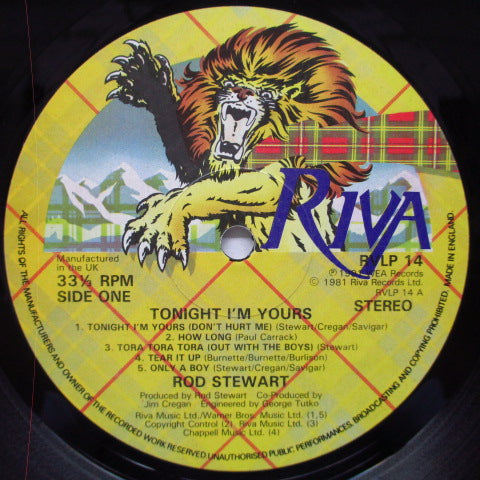 RIVA
RVLP 14
℗ 1981 WEA Records
© 1981 Riva Records Ltd.
RVLP 14 A
STEREO
Manufactured
in the UK
33⅓ RPM
SIDE ONE
TONIGHT I'M YOURS
1. TONIGHT I'M YOURS (DON'T HURT ME) (Stewart/Cregan/Savigar)
2. HOW LONG (Paul Carrack)
3. TORA TORA TORA (OUT WITH THE BOYS) (Stewart)
4. TEAR IT UP (Burnette/Burnette/Burlison)
5. ONLY A BOY (Stewart/Cregan/Savigar)
ROD STEWART
Produced by Rod Stewart Co-Produced by
Jim Cregan Engineered by George Tutko
Riva Music Ltd./Warner Bros. Music Ltd. (1,5)
Copyright Control (2) Riva Music Ltd. (3)
Chappell Music Ltd. (4)
ALL RIGHTS OF THE MANUFACTURERS AND OWNER OF THE RECORDED WORK RESERVED. UNAUTHORISED PUBLIC PERFORMANCES, BROADCASTING AND COPYING PROHIBITED. MADE IN ENGLAND.